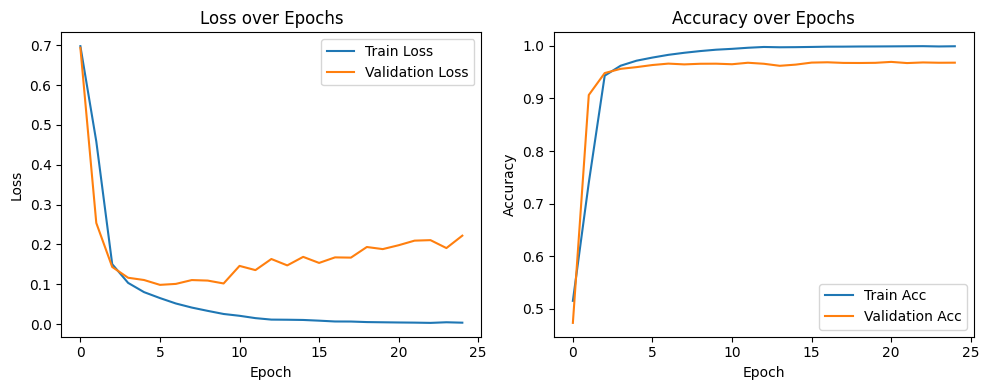 Loss over Epochs
Train Loss
Validation Loss
0.7
0.6
0.5
0.4
0.3
0.2
0.1
0.0
Loss
0 5 10 15 20 25
Epoch
Accuracy over Epochs
1.0
0.9
0.8
0.7
0.6
0.5
Accuracy
Train Acc
Validation Acc
0 5 10 15 20 25
Epoch